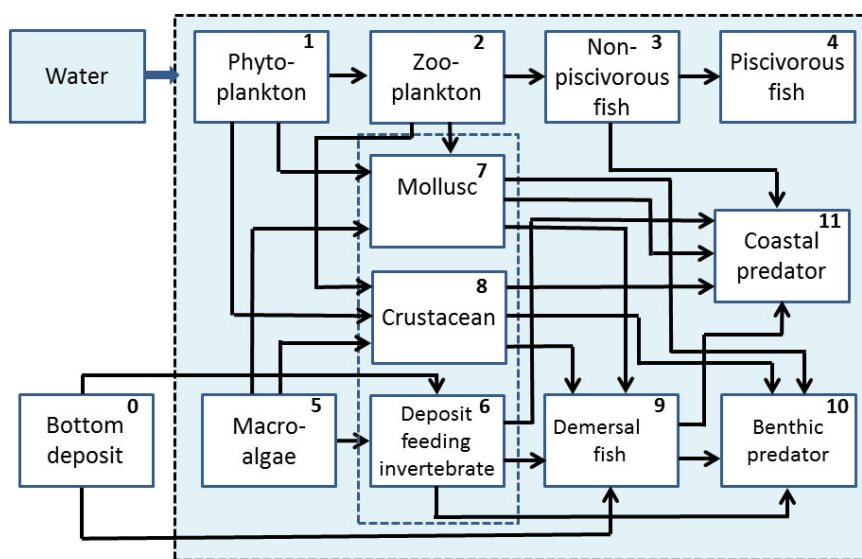 Water
1
Phyto-
plankton
2
Zoo-
plankton
3
Non-
piscivorous
fish
4
Piscivorous
fish
7
Mollusc
11
Coastal
predator
8
Crustacean
0
Bottom
deposit
5
Macro-
algae
6
Deposit
feeding
invertebrate
9
Demersal
fish
10
Benthic
predator